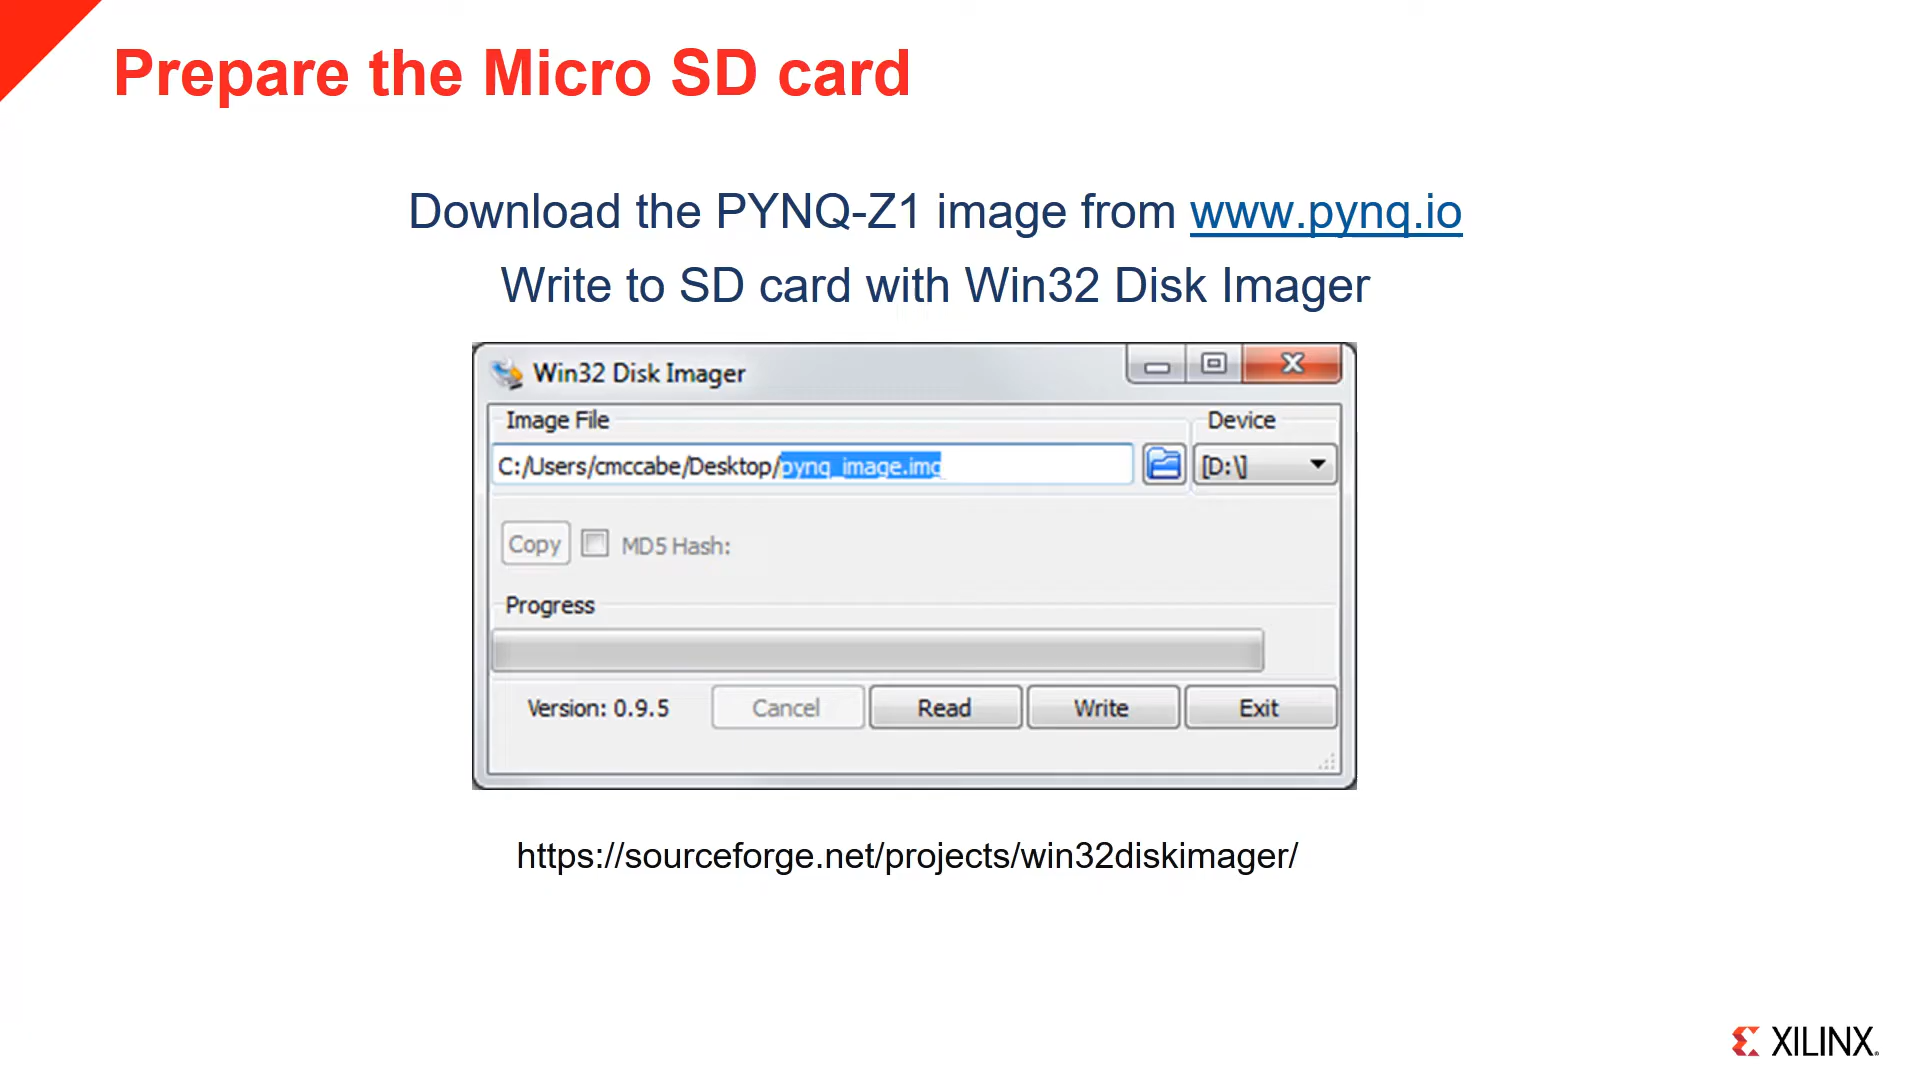 Prepare the Micro SD card
Download the PYNQ-Z1 image from www.pynq.io
Write to SD card with Win32 Disk Imager
Win32 Disk Imager
Image File
Device
C:/Users/cmccabe/Desktop/pynq_image.img
[D:\]
Copy
MD5 Hash:
Progress
Version: 0.9.5
Cancel
Read
Write
Exit
https://sourceforge.net/projects/win32diskimager/
XILINX